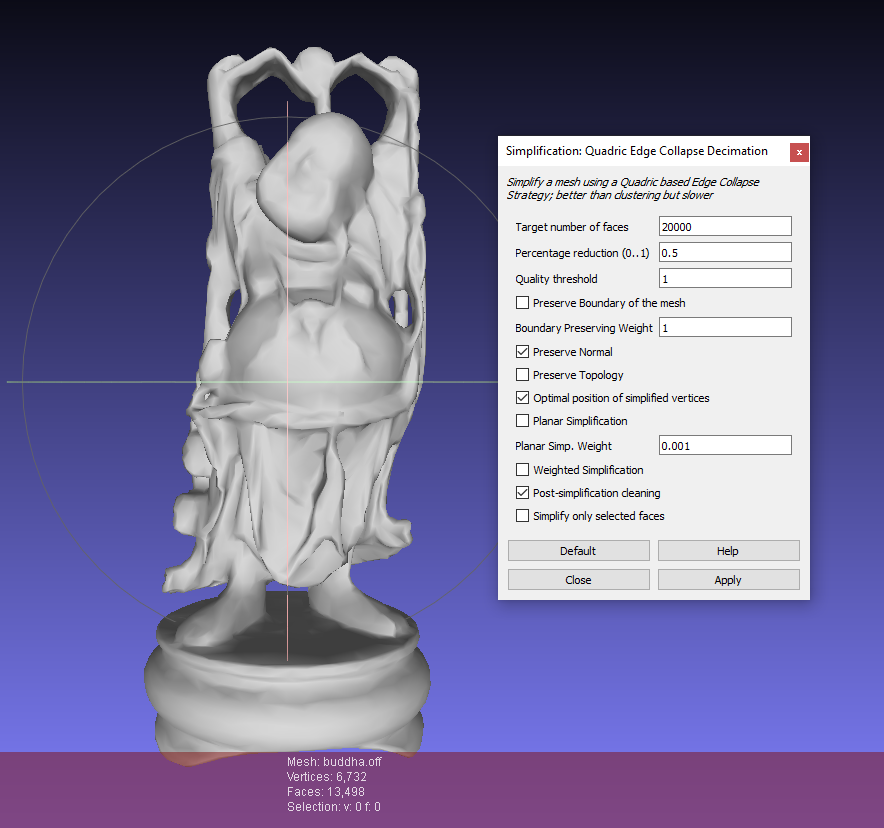 Simplification: Quadric Edge Collapse Decimation
x
Simplify a mesh using a Quadric based Edge Collapse
Strategy; better than clustering but slower
Target number of faces 20000
Percentage reduction (0..1) 0.5
Quality threshold 1
Preserve Boundary of the mesh
Boundary Preserving Weight 1
Preserve Normal
Preserve Topology
Optimal position of simplified vertices
Planar Simplification
Planar Simp. Weight 0.001
Weighted Simplification
Post-simplification cleaning
Simplify only selected faces
Default Help
Close Apply
Mesh: buddha.off
Vertices: 6,732
Faces: 13,498
Selection: v: 0 f: 0